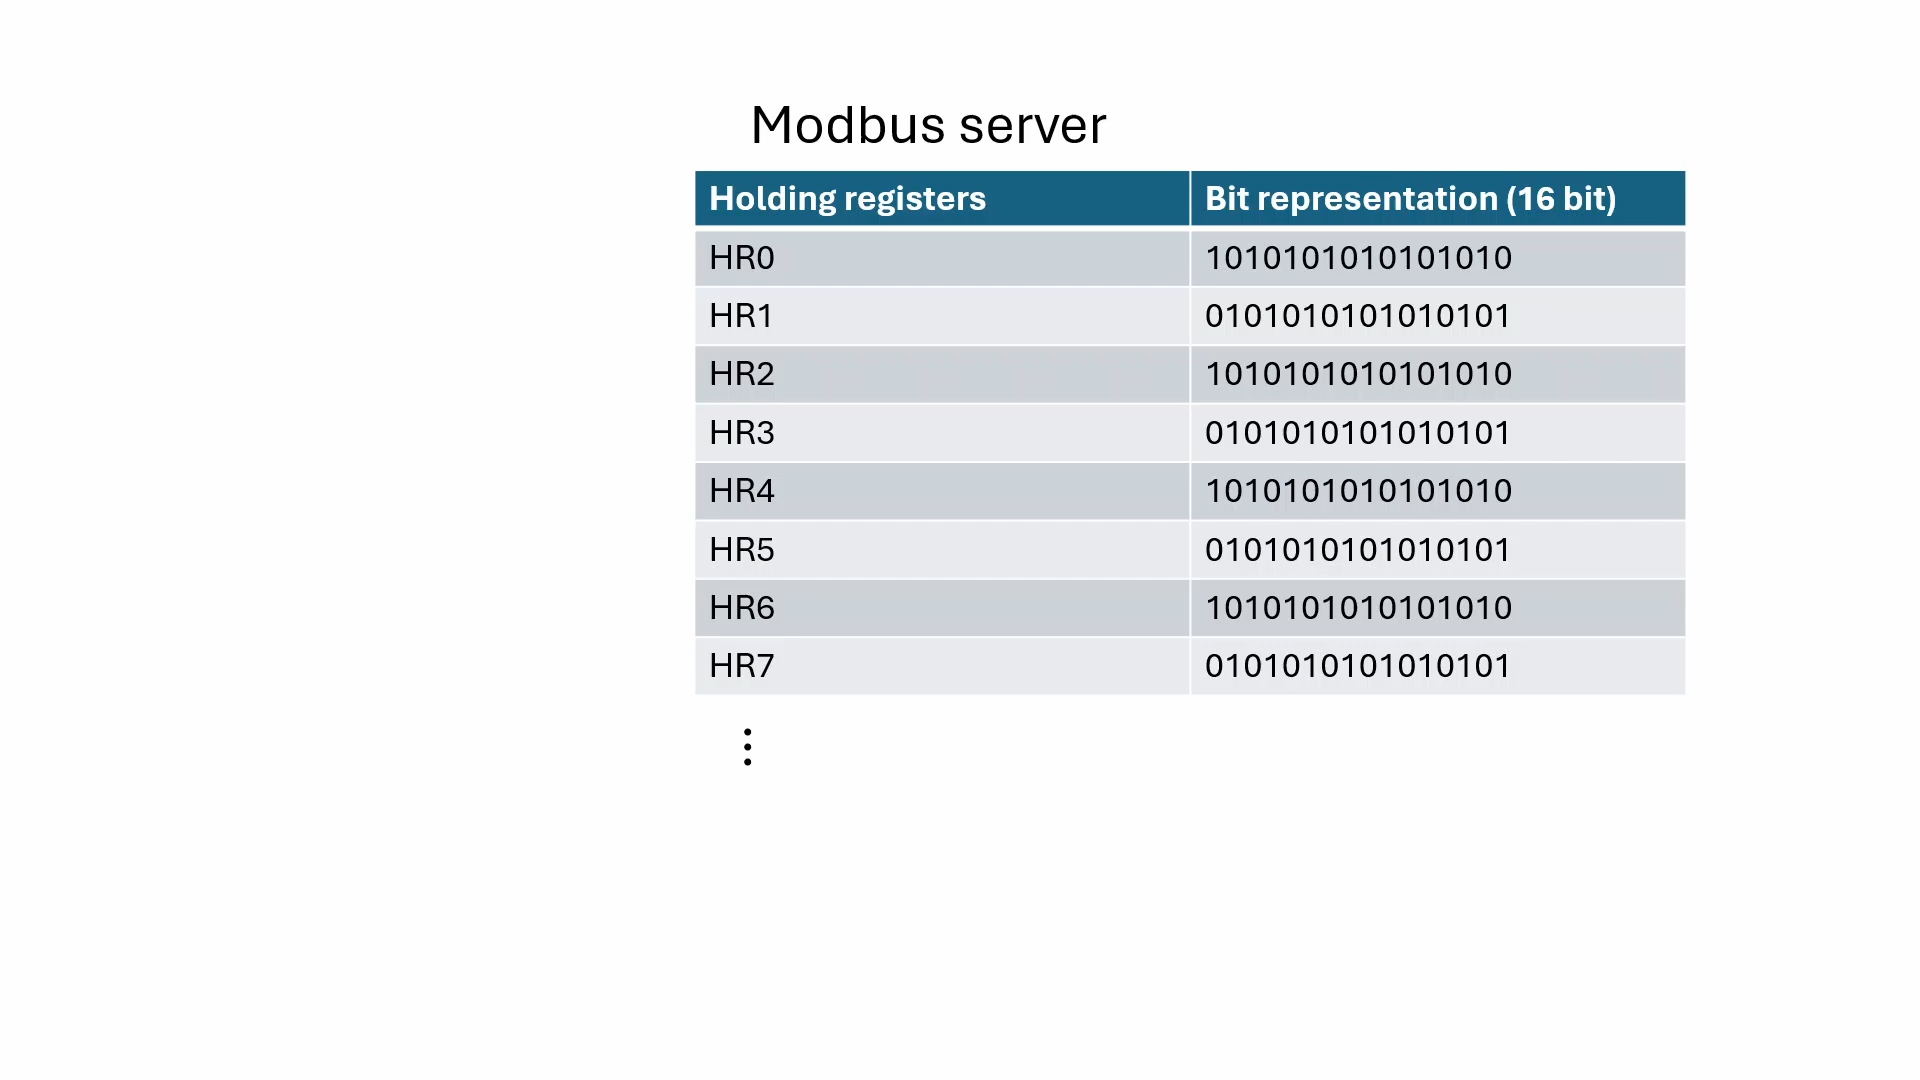 Modbus server
Holding registers Bit representation (16 bit)
HR0 1010101010101010
HR1 0101010101010101
HR2 1010101010101010
HR3 0101010101010101
HR4 1010101010101010
HR5 0101010101010101
HR6 1010101010101010
HR7 0101010101010101
⋮